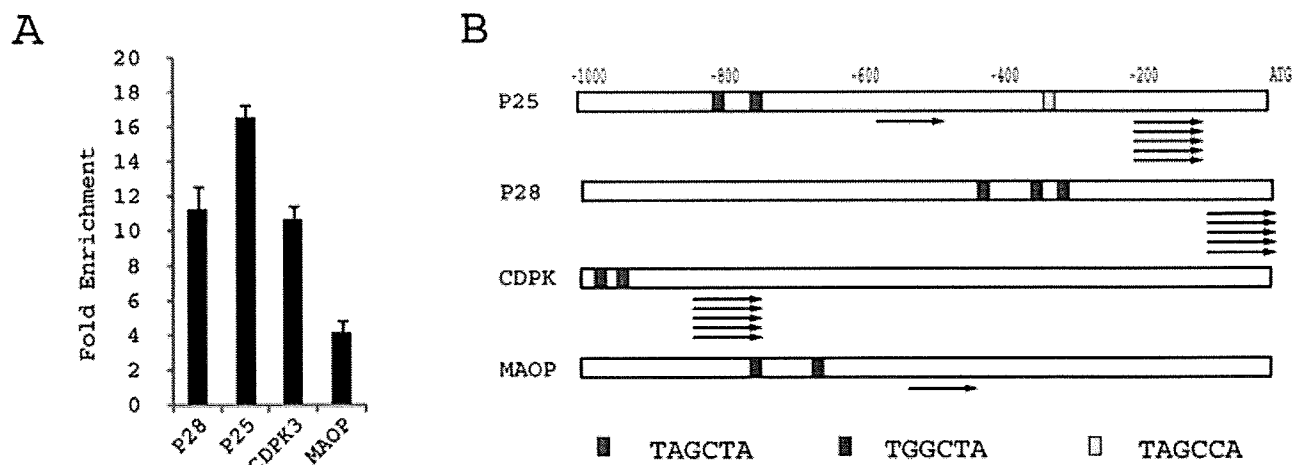 A
Fold Enrichment
20
18
16
14
12
10
8
6
4
2
0
P28
P25
CDPK3
MAOP
B
-1000 -800 -600 -400 -200 ATG
P25
P28
CDPK
MAOP
TAGCTA TGGCTA TAGCCA